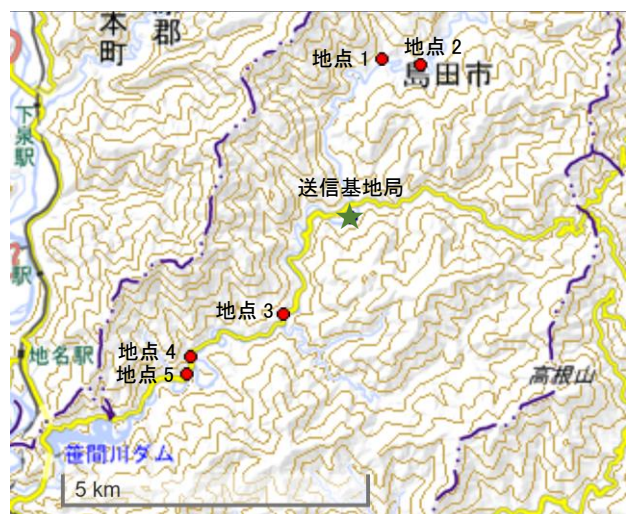 本町
郡
島田市
地点 1
地点 2
下泉駅
送信基地局
駅
地点 3
地名駅
地点 4
地点 5
高根山
笹間川ダム
5 km